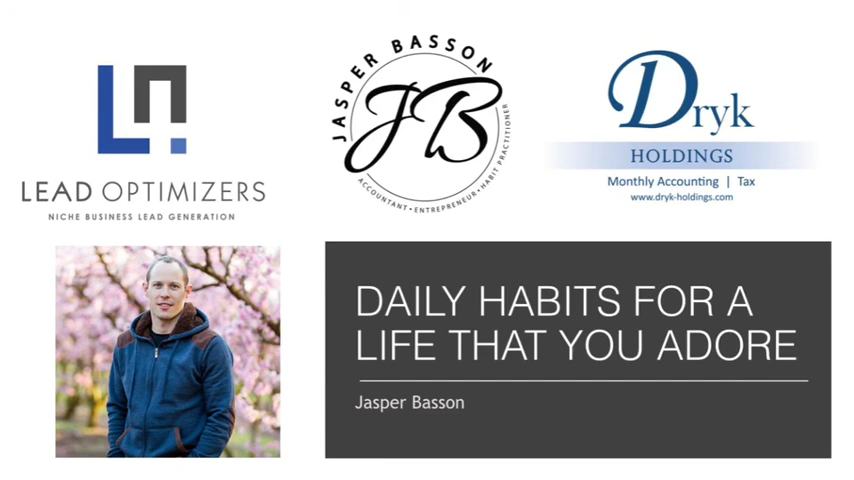 LEAD OPTIMIZERS
NICHE BUSINESS LEAD GENERATION
JASPER BASSON
JB
ACCOUNTANT • ENTREPRENEUR • HABIT PRACTITIONER
Dryk
HOLDINGS
Monthly Accounting | Tax
www.dryk-holdings.com
DAILY HABITS FOR A
LIFE THAT YOU ADORE
Jasper Basson